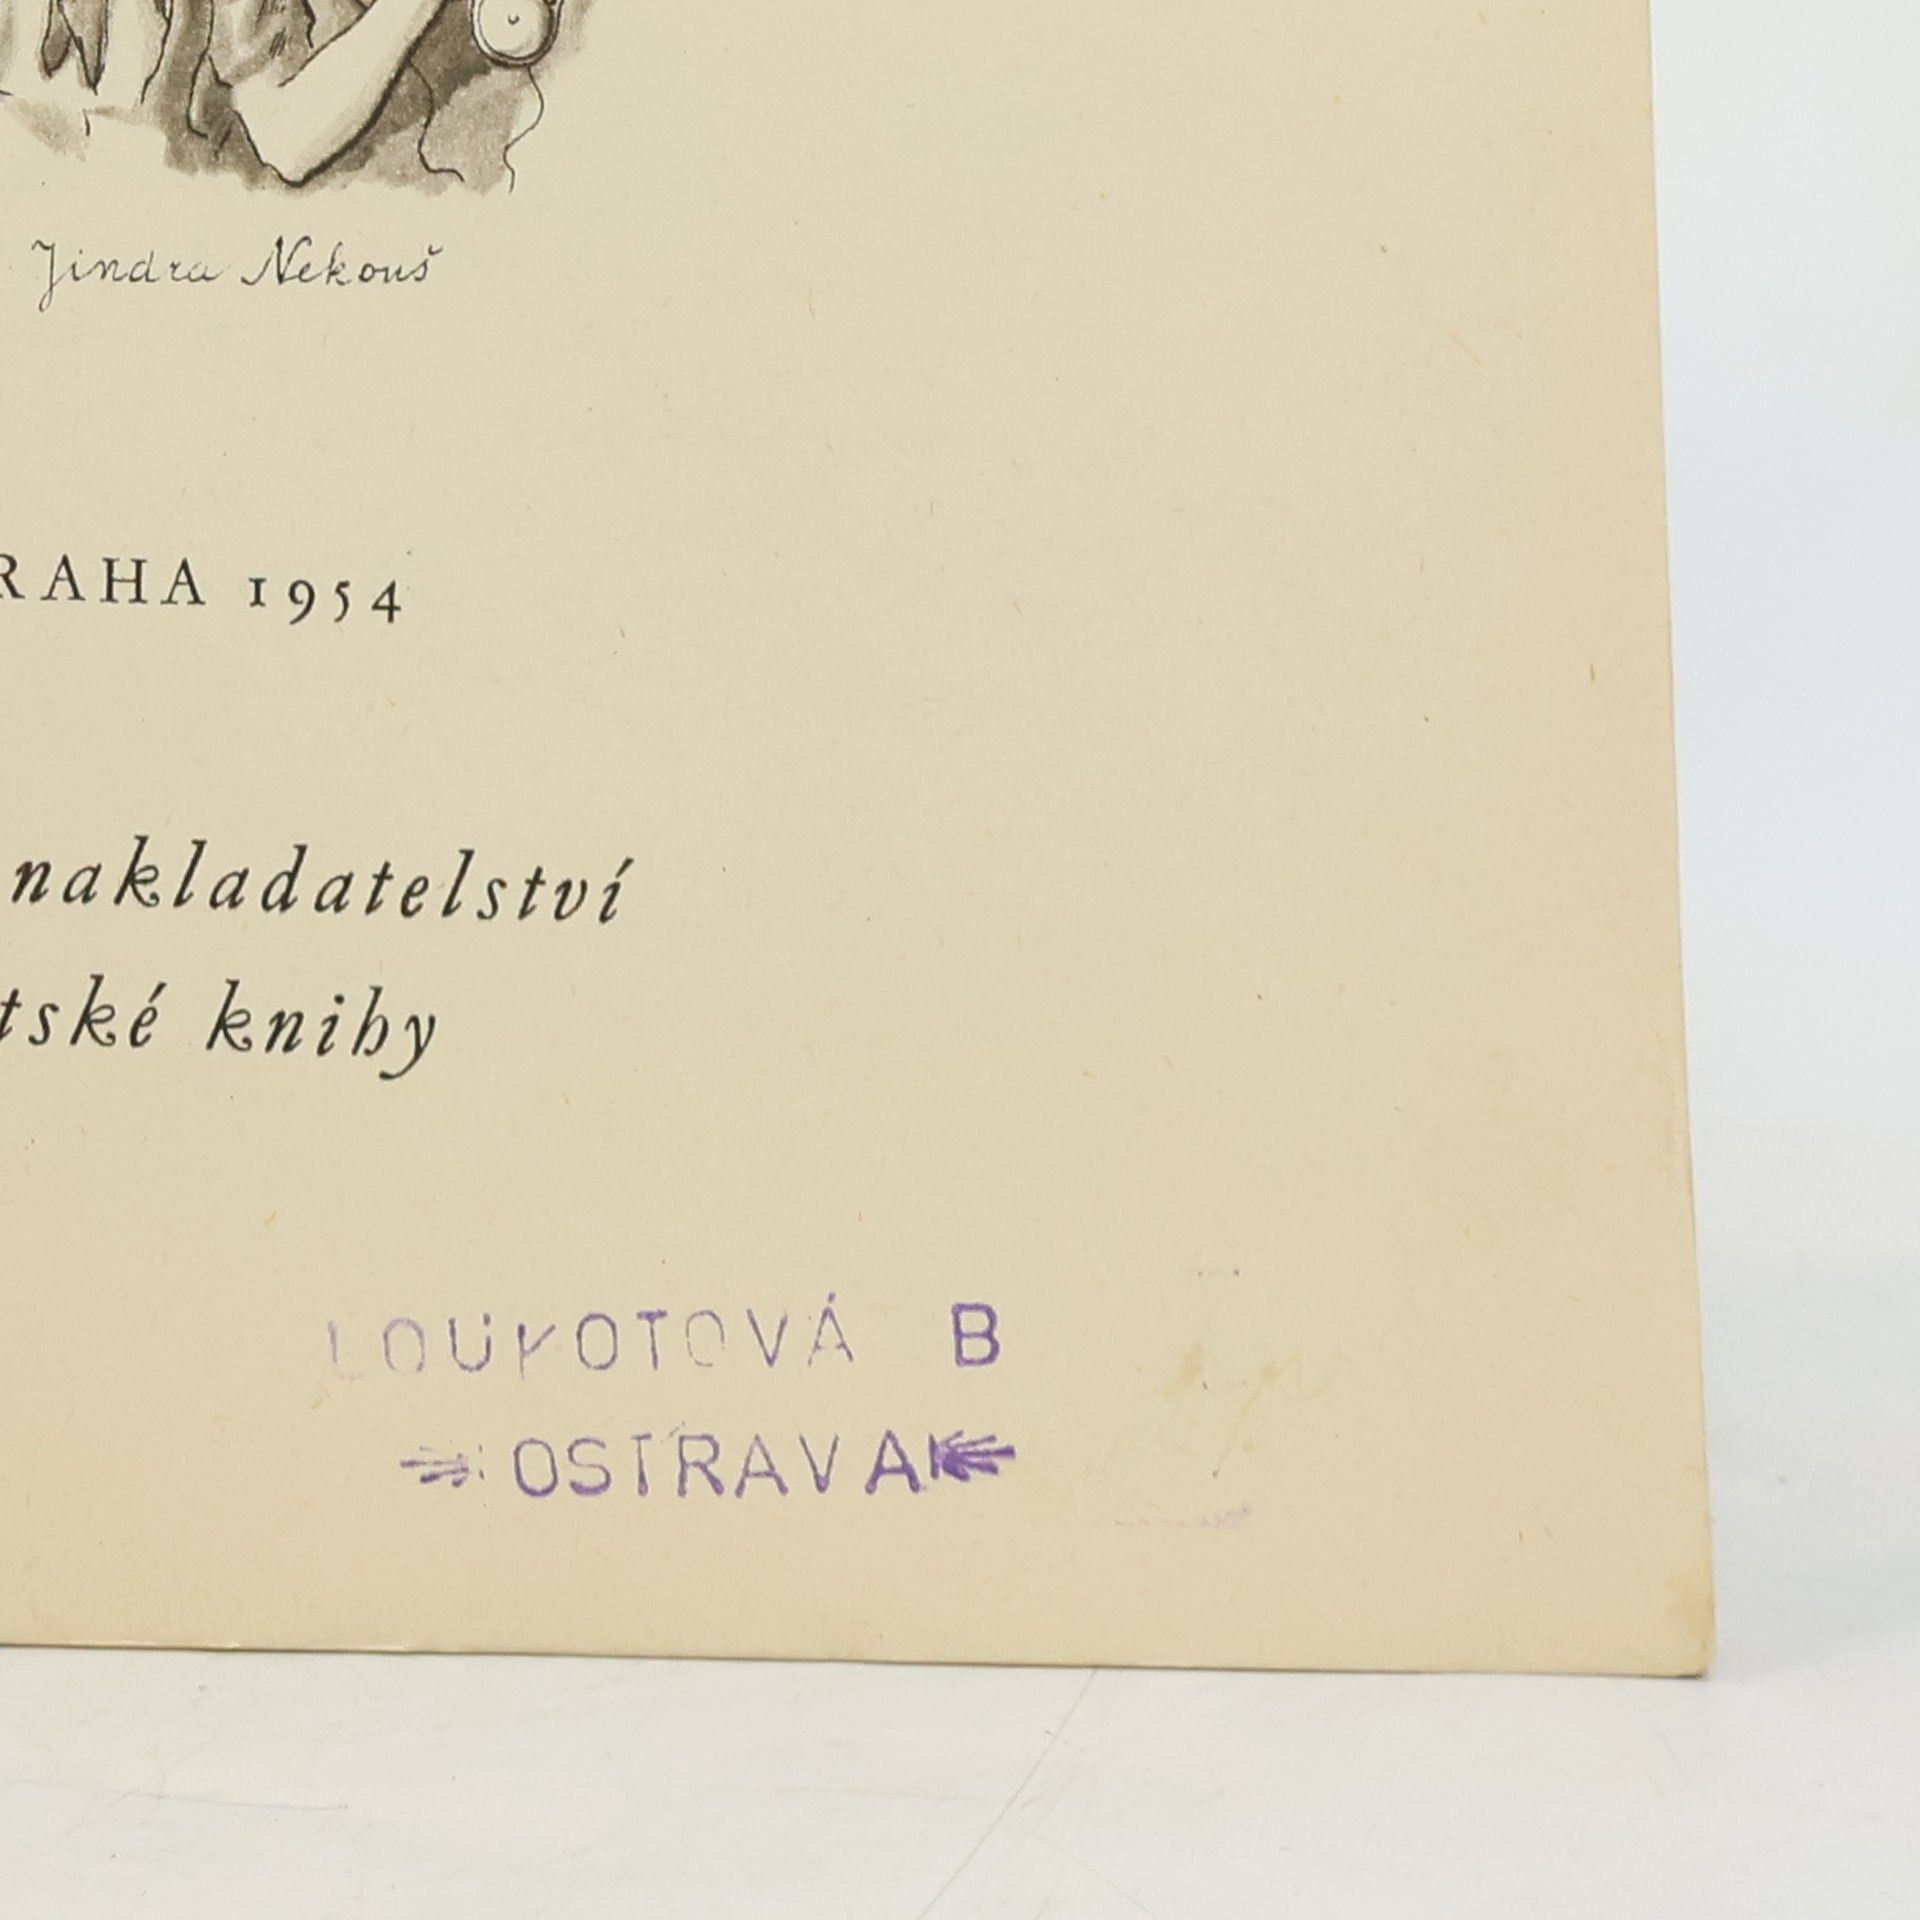 Jindra Nekouš
RAHA 1954
nakladatelství
tské knihy
LOUKOTOVÁ B
OSTRAVA